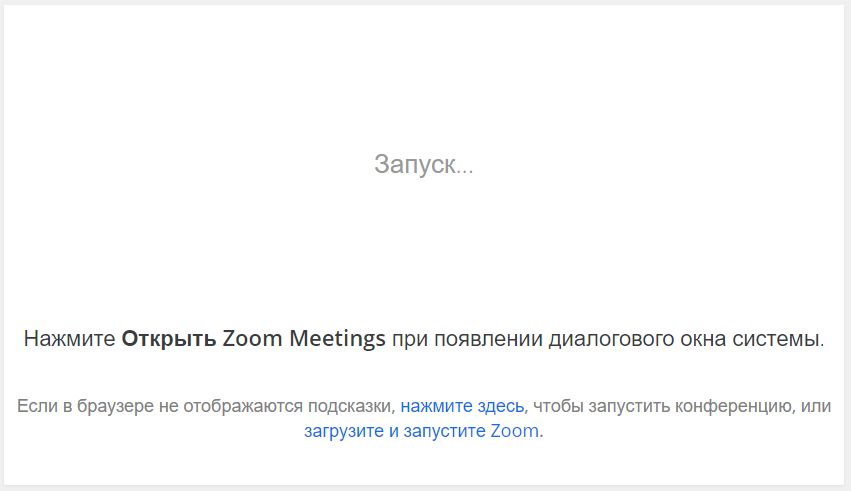 Запуск...
Нажмите Открыть Zoom Meetings при появлении диалогового окна системы.
Если в браузере не отображаются подсказки, нажмите здесь, чтобы запустить конференцию, или
загрузите и запустите Zoom.